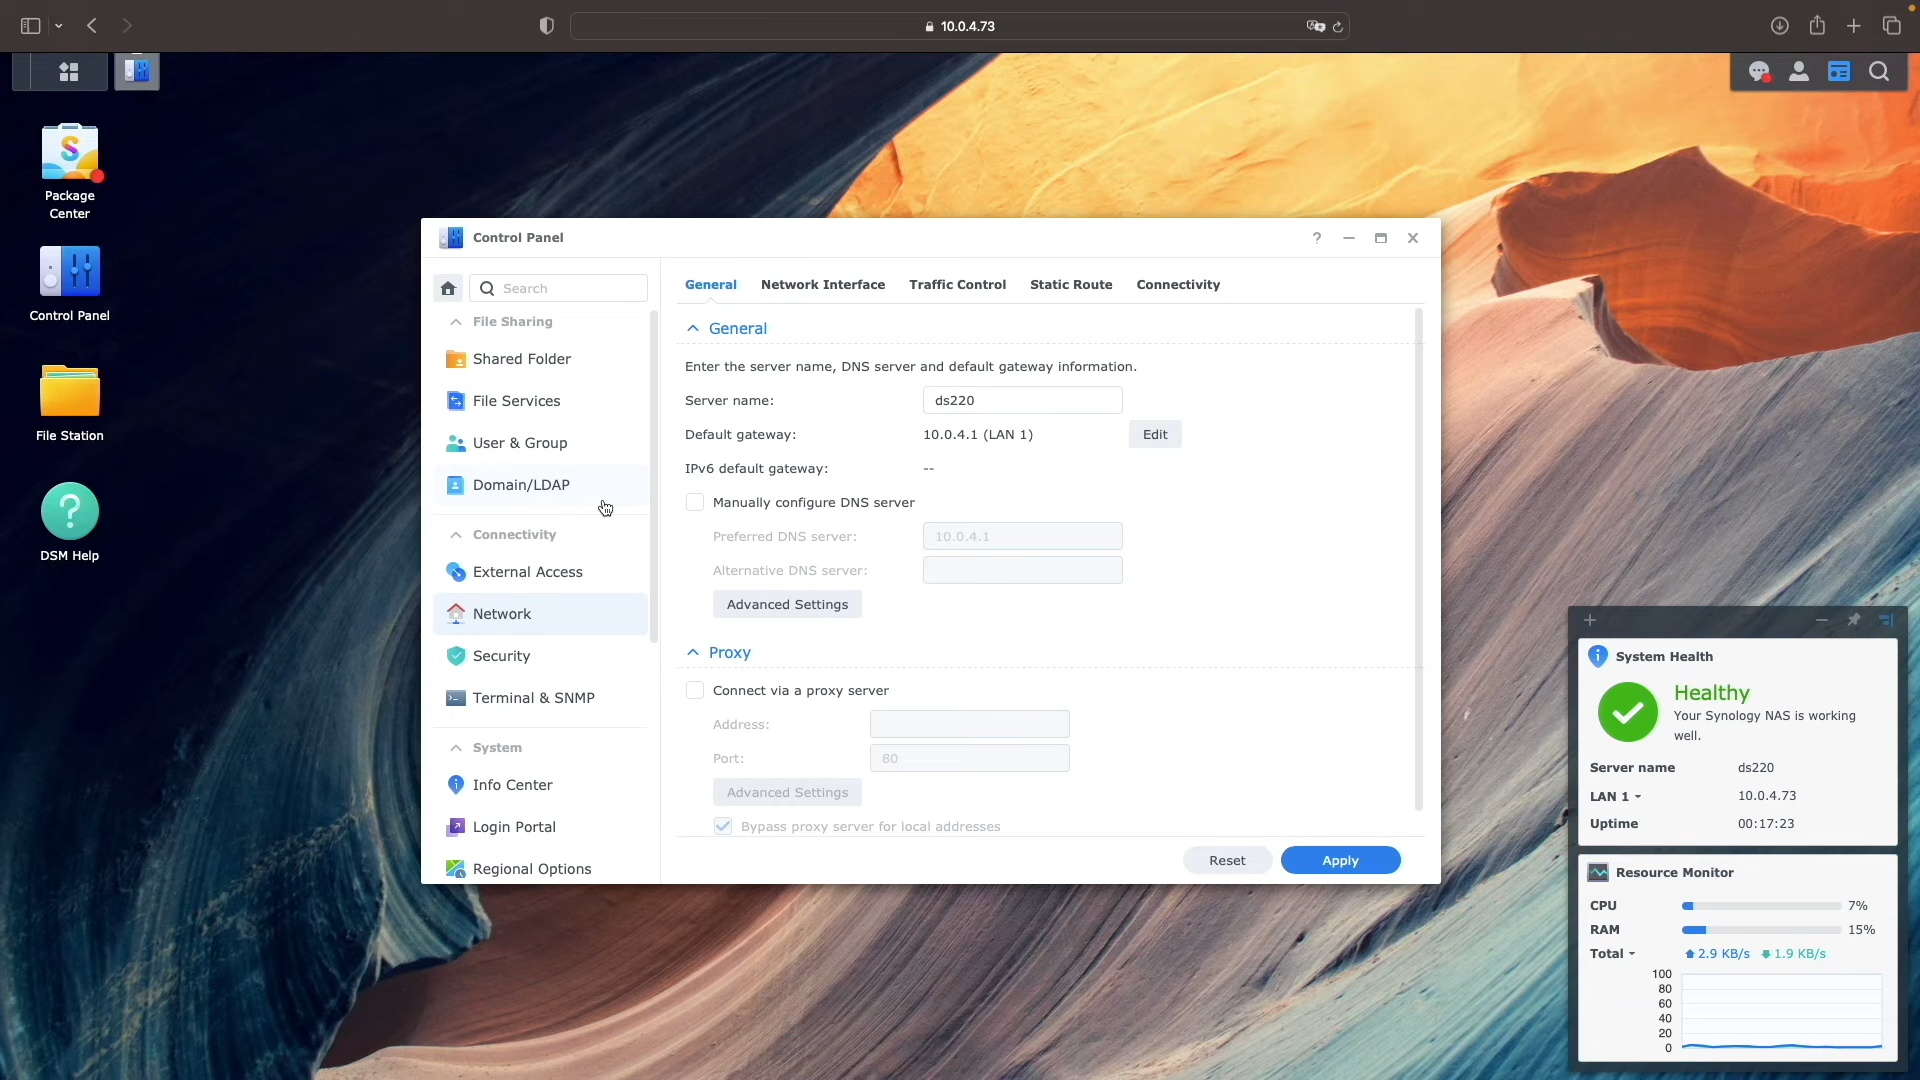 10.0.4.73
Package
Center
Control Panel
File Station
DSM Help
Control Panel
Search
File Sharing
Shared Folder
File Services
User & Group
Domain/LDAP
Connectivity
External Access
Network
Security
Terminal & SNMP
System
Info Center
Login Portal
Regional Options
General Network Interface Traffic Control Static Route Connectivity
General
Enter the server name, DNS server and default gateway information.
Server name: ds220
Default gateway: 10.0.4.1 (LAN 1) Edit
IPv6 default gateway: --
Manually configure DNS server
Preferred DNS server: 10.0.4.1
Alternative DNS server:
Advanced Settings
Proxy
Connect via a proxy server
Address:
Port: 80
Advanced Settings
Bypass proxy server for local addresses
Reset Apply
System Health
Healthy
Your Synology NAS is working
well.
Server name ds220
LAN 1 10.0.4.73
Uptime 00:17:23
Resource Monitor
CPU 7%
RAM 15%
Total 2.9 KB/s 1.9 KB/s
100
80
60
40
20
0